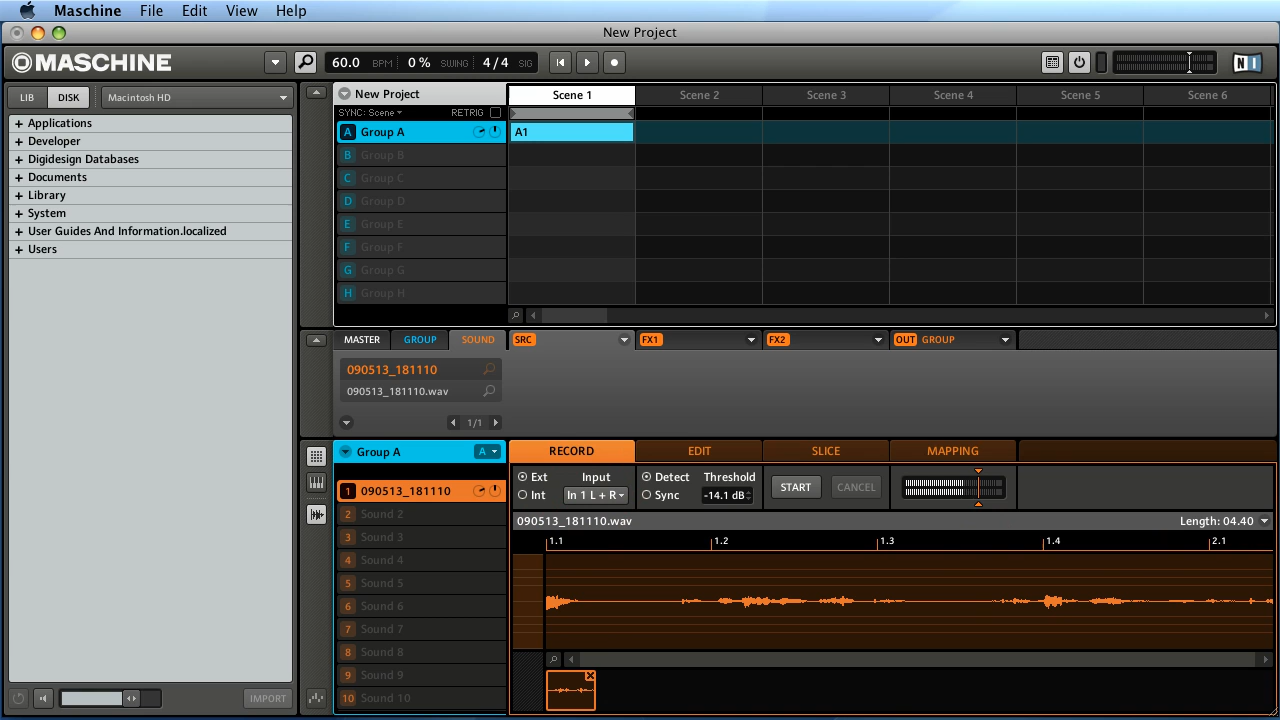 Maschine File Edit View Help
New Project
MASCHINE 60.0 BPM 0 % SWING 4/4 SIG NI
LIB DISK Macintosh HD
+ Applications
+ Developer
+ Digidesign Databases
+ Documents
+ Library
+ System
+ User Guides And Information.localized
+ Users
IMPORT
New Project Scene 1 Scene 2 Scene 3 Scene 4 Scene 5 Scene 6
SYNC: Scene RETRIG
A Group A A1
B Group B
C Group C
D Group D
E Group E
F Group F
G Group G
H Group H
MASTER GROUP SOUND SRC FX1 FX2 OUT GROUP
090513_181110
090513_181110.wav
1/1
Group A A RECORD EDIT SLICE MAPPING
Ext Input Detect Threshold
Int In 1 L + R Sync -14.1 dB START CANCEL
090513_181110.wav Length: 04.40
1.1 1.2 1.3 1.4 2.1
1 090513_181110
2 Sound 2
3 Sound 3
4 Sound 4
5 Sound 5
6 Sound 6
7 Sound 7
8 Sound 8
9 Sound 9
10 Sound 10